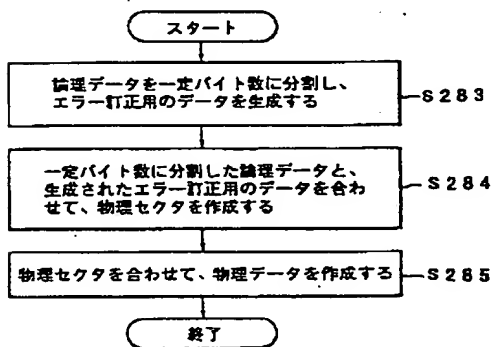 スタート
論理データを一定バイト数に分割し、
エラー訂正用のデータを生成する
S283
一定バイト数に分割した論理データと、
生成されたエラー訂正用のデータを合わ
せて、物理セクタを作成する
S284
物理セクタを合わせて、物理データを作成する
S285
終了